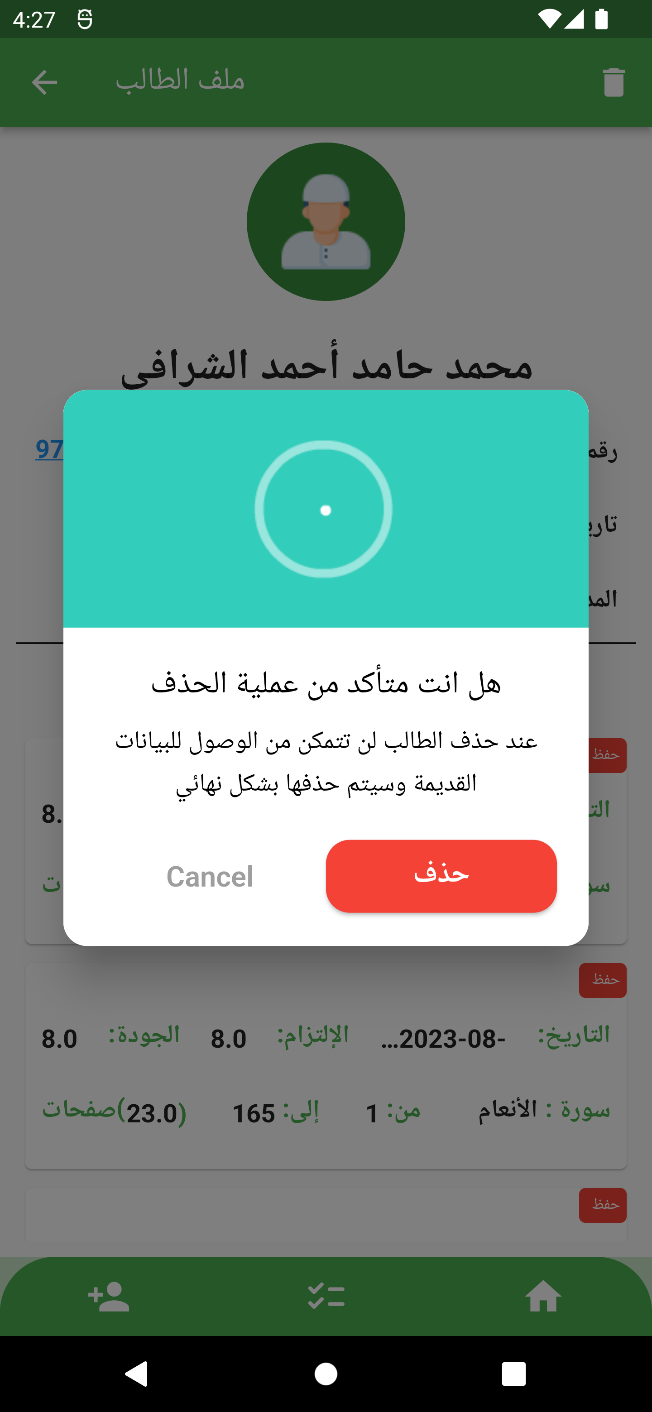 4:27
ملف الطالب
محمد حامد أحمد الشرافي
97
هل انت متأكد من عملية الحذف
عند حذف الطالب لن تتمكن من الوصول للبيانات
القديمة وسيتم حذفها بشكل نهائي
حذف Cancel
حفظ
8.
حفظ
التاريخ: ...2023-08- الإلتزام: 8.0 الجودة: 8.0
سورة : الأنعام من: 1 إلى: 165 (23.0)صفحات
حفظ